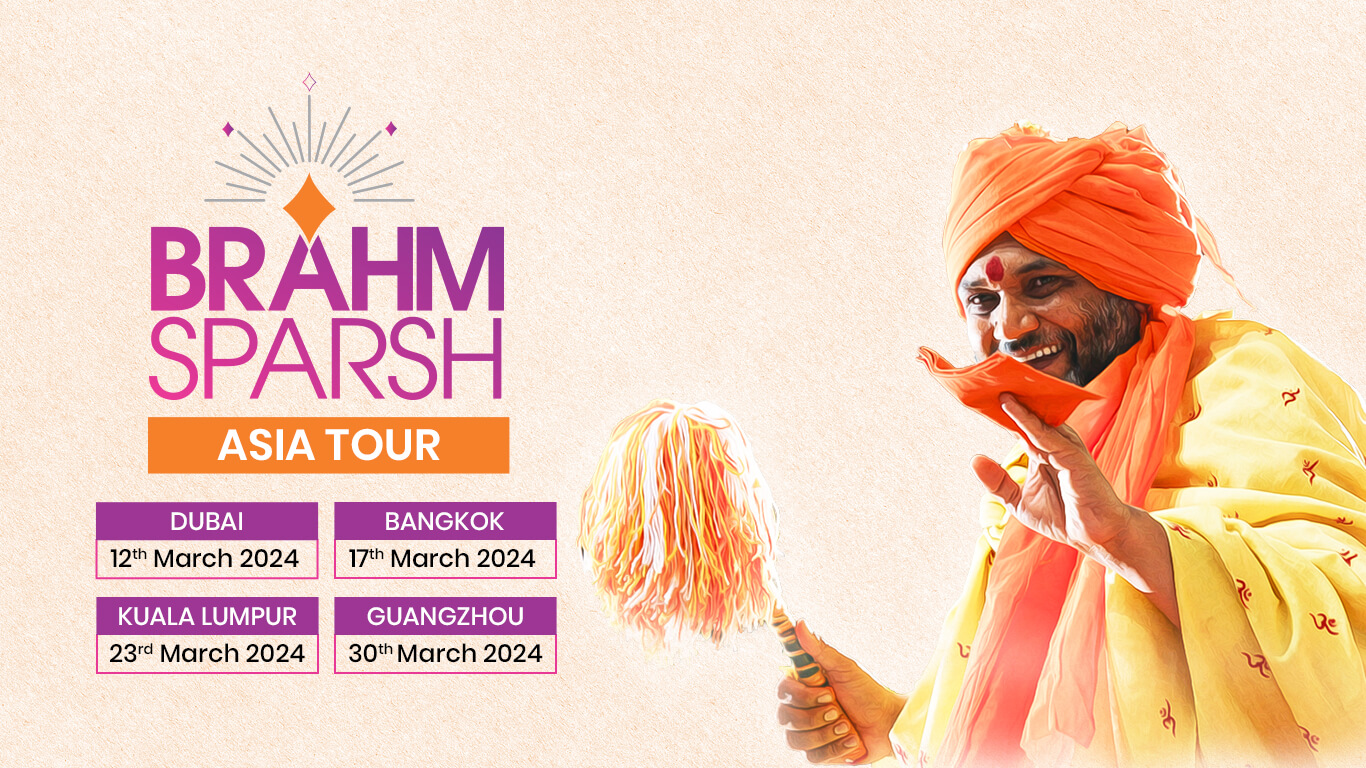 BRAHM
SPARSH
ASIA TOUR
DUBAI
12th March 2024
BANGKOK
17th March 2024
KUALA LUMPUR
23rd March 2024
GUANGZHOU
30th March 2024